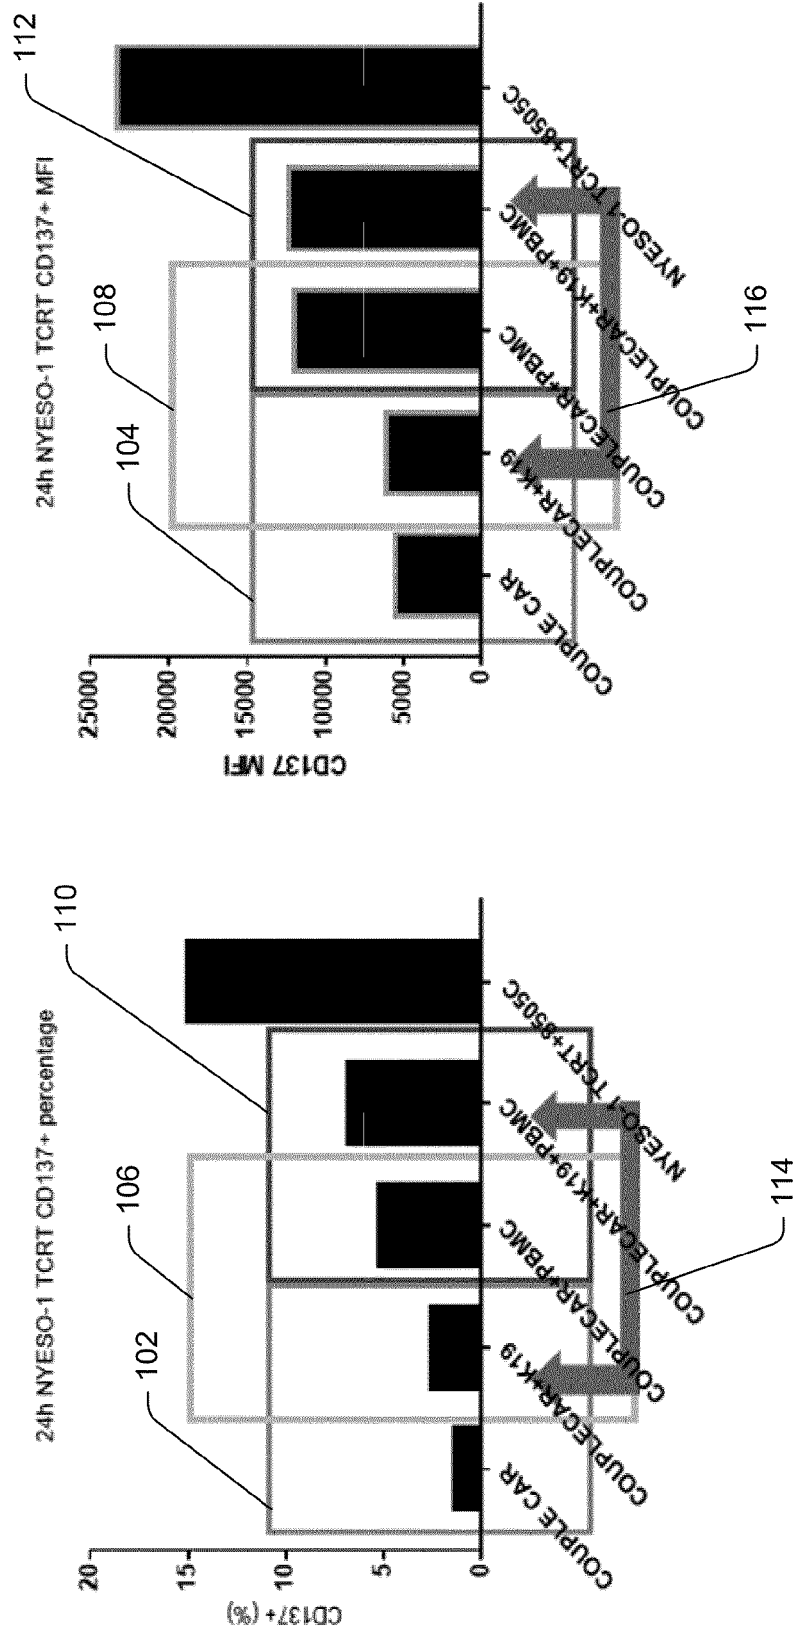 24h NYESO-1 TCRT CD137+ percentage
102
106
110
CD137+ (%)
20
15
10
5
0
COUPLE CAR
COUPLECAR+K19
COUPLECAR+PBMC
COUPLECAR+K19+PBMC
NYESO-1 TCRT+8505C
114
24h NYESO-1 TCRT CD137+ MFI
104
108
112
CD137 MFI
25000
20000
15000
10000
5000
0
COUPLE CAR
COUPLECAR+K19
COUPLECAR+PBMC
COUPLECAR+K19+PBMC
NYESO-1 TCRT+8505C
116